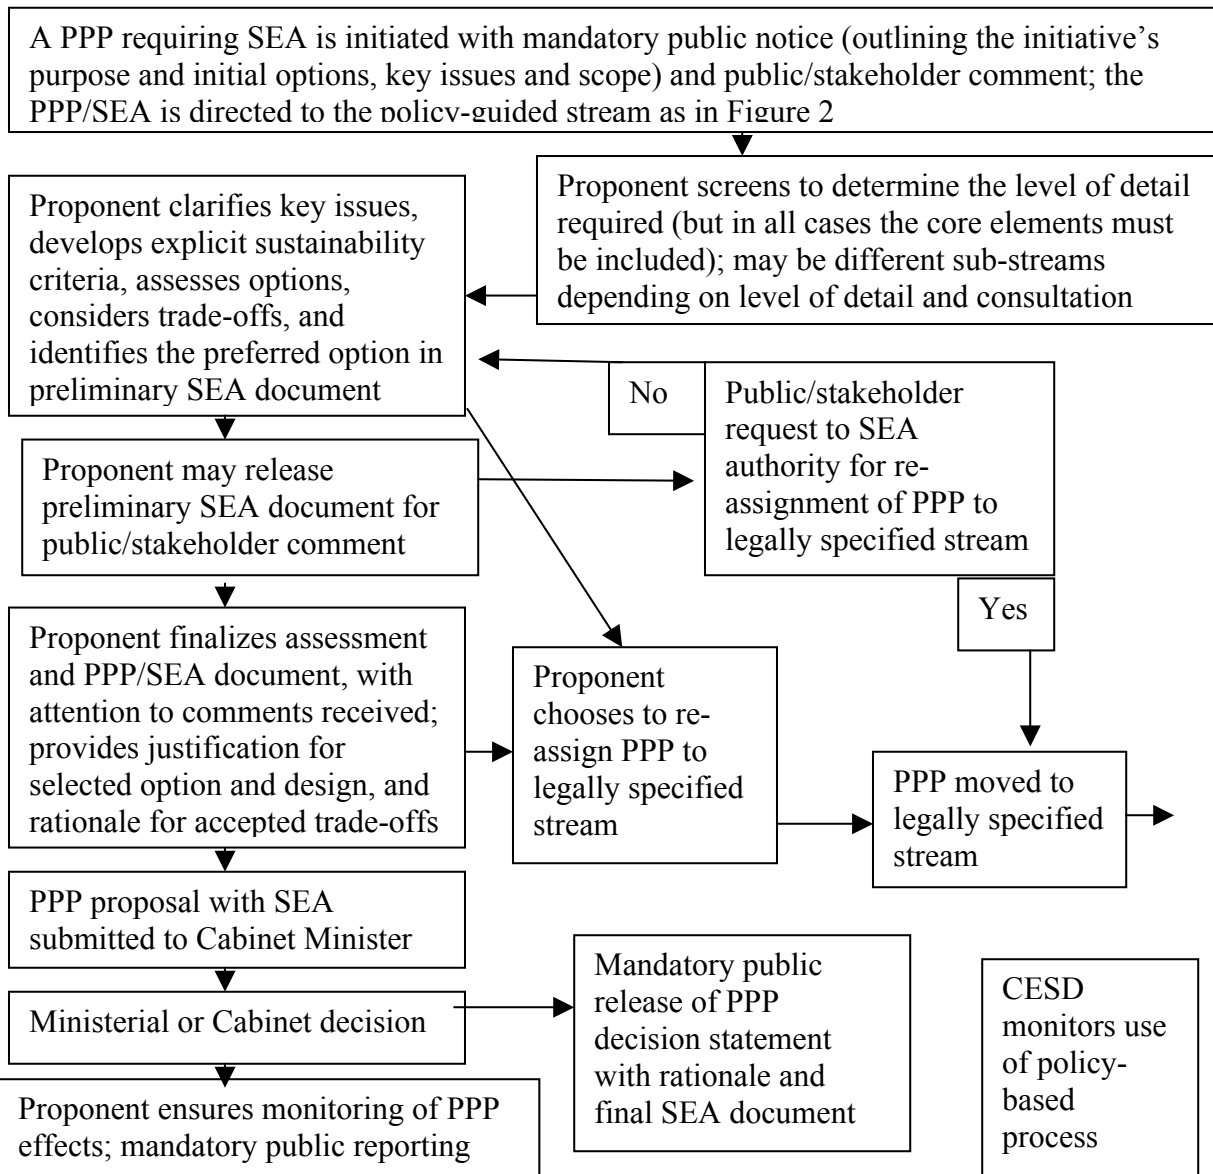 A PPP requiring SEA is initiated with mandatory public notice (outlining the initiative's
purpose and initial options, key issues and scope) and public/stakeholder comment; the
PPP/SEA is directed to the policy-guided stream as in Figure 2
Proponent screens to determine the level of detail
required (but in all cases the core elements must
be included); may be different sub-streams
depending on level of detail and consultation
Proponent clarifies key issues,
develops explicit sustainability
criteria, assesses options,
considers trade-offs, and
identifies the preferred option in
preliminary SEA document
No
Public/stakeholder
request to SEA
authority for re-
assignment of PPP to
legally specified stream
Yes
Proponent may release
preliminary SEA document for
public/stakeholder comment
Proponent finalizes assessment
and PPP/SEA document, with
attention to comments received;
provides justification for
selected option and design, and
rationale for accepted trade-offs
Proponent
chooses to re-
assign PPP to
legally specified
stream
PPP moved to
legally specified
stream
PPP proposal with SEA
submitted to Cabinet Minister
Ministerial or Cabinet decision
Mandatory public
release of PPP
decision statement
with rationale and
final SEA document
CESD
monitors use
of policy-
based
process
Proponent ensures monitoring of PPP
effects; mandatory public reporting